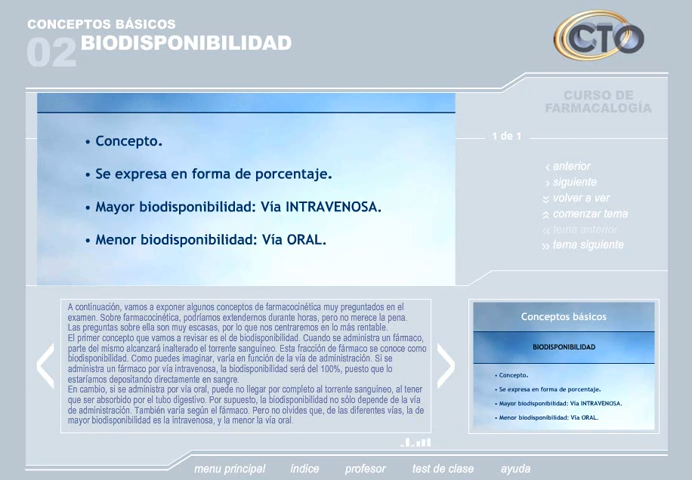 CONCEPTOS BÁSICOS
02 BIODISPONIBILIDAD
CTO
CURSO DE
FARMACALOGÍA
1 de 1
• Concepto.
• Se expresa en forma de porcentaje.
• Mayor biodisponibilidad: Vía INTRAVENOSA.
• Menor biodisponibilidad: Vía ORAL.
‹ anterior
› siguiente
volver a ver
comenzar tema
tema anterior
›› tema siguiente
A continuación, vamos a exponer algunos conceptos de farmacocinética muy preguntados en el
examen. Sobre farmacocinética, podríamos extendernos durante horas, pero no merece la pena.
Las preguntas sobre ella son muy escasas, por lo que nos centraremos en lo más rentable.
El primer concepto que vamos a revisar es el de biodisponibilidad. Cuando se administra un fármaco,
parte del mismo alcanzará inalterado el torrente sanguíneo. Esta fracción de fármaco se conoce como
biodisponibilidad. Como puedes imaginar, varía en función de la vía de administración. Si se
administra un fármaco por vía intravenosa, la biodisponibilidad será del 100%, puesto que lo
estaríamos depositando directamente en sangre.
En cambio, si se administra por vía oral, puede no llegar por completo al torrente sanguíneo, al tener
que ser absorbido por el tubo digestivo. Por supuesto, la biodisponibilidad no sólo depende de la vía
de administración. También varía según el fármaco. Pero no olvides que, de las diferentes vías, la de
mayor biodisponibilidad es la intravenosa, y la menor la vía oral.
Conceptos básicos
BIODISPONIBILIDAD
• Concepto.
• Se expresa en forma de porcentaje.
• Mayor biodisponibilidad: Vía INTRAVENOSA.
• Menor biodisponibilidad: Vía ORAL.
menu principal índice profesor test de clase ayuda